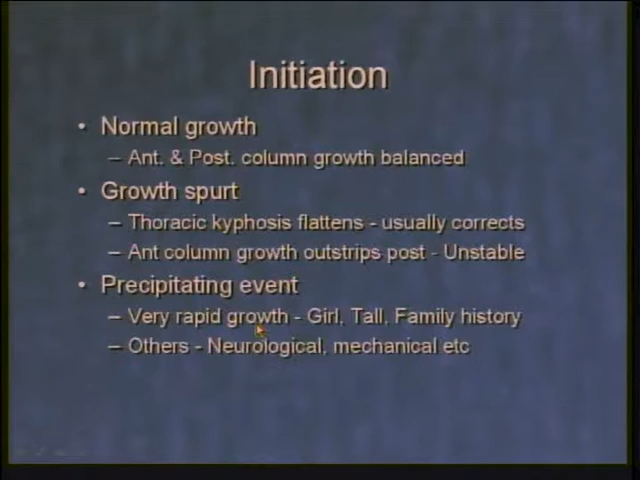 Initiation
• Normal growth
– Ant. & Post. column growth balanced
• Growth spurt
– Thoracic kyphosis flattens - usually corrects
– Ant column growth outstrips post - Unstable
• Precipitating event
– Very rapid growth - Girl, Tall, Family history
– Others - Neurological, mechanical etc